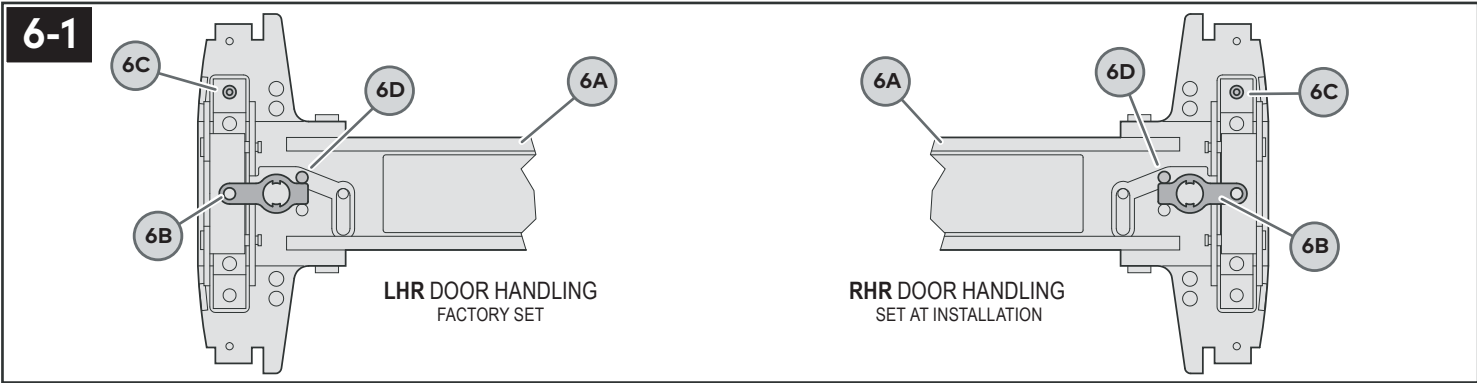 6-1
6C
6D
6A
6B
LHR DOOR HANDLING
FACTORY SET
6A
6D
6C
6B
RHR DOOR HANDLING
SET AT INSTALLATION